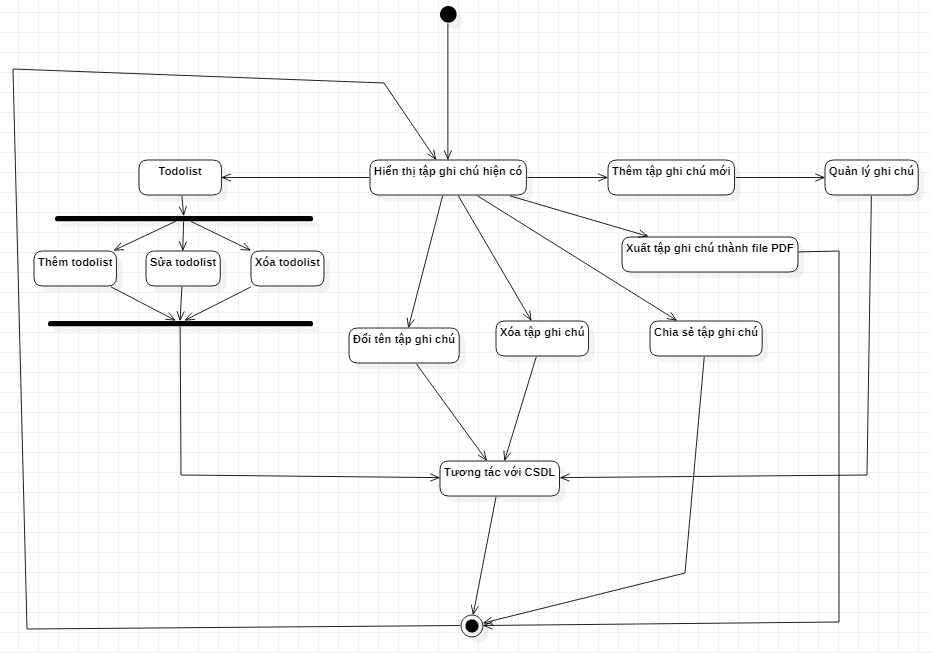 Todolist
Hiển thị tập ghi chú hiện có
Thêm tập ghi chú mới
Quản lý ghi chú
Thêm todolist
Sửa todolist
Xóa todolist
Xuất tập ghi chú thành file PDF
Đổi tên tập ghi chú
Xóa tập ghi chú
Chia sẻ tập ghi chú
Tương tác với CSDL